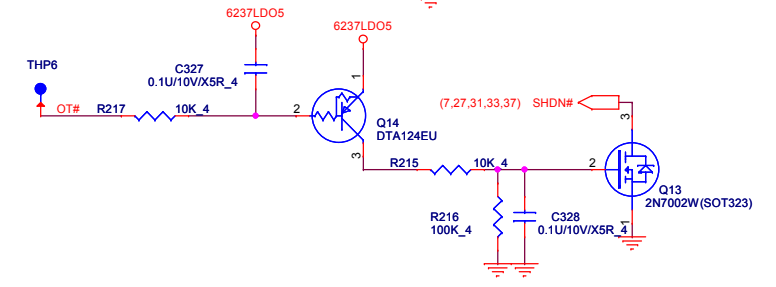 6237LDO5
6237LDO5
THP6
C327
0.1U/10V/X5R_4
1
(7,27,31,33,37) SHDN#
OT# R217 10K_4 2
Q14
DTA124EU
3
3
R215 10K_4 2
Q13
2N7002W(SOT323)
R216
100K_4
C328
0.1U/10V/X5R_4
1